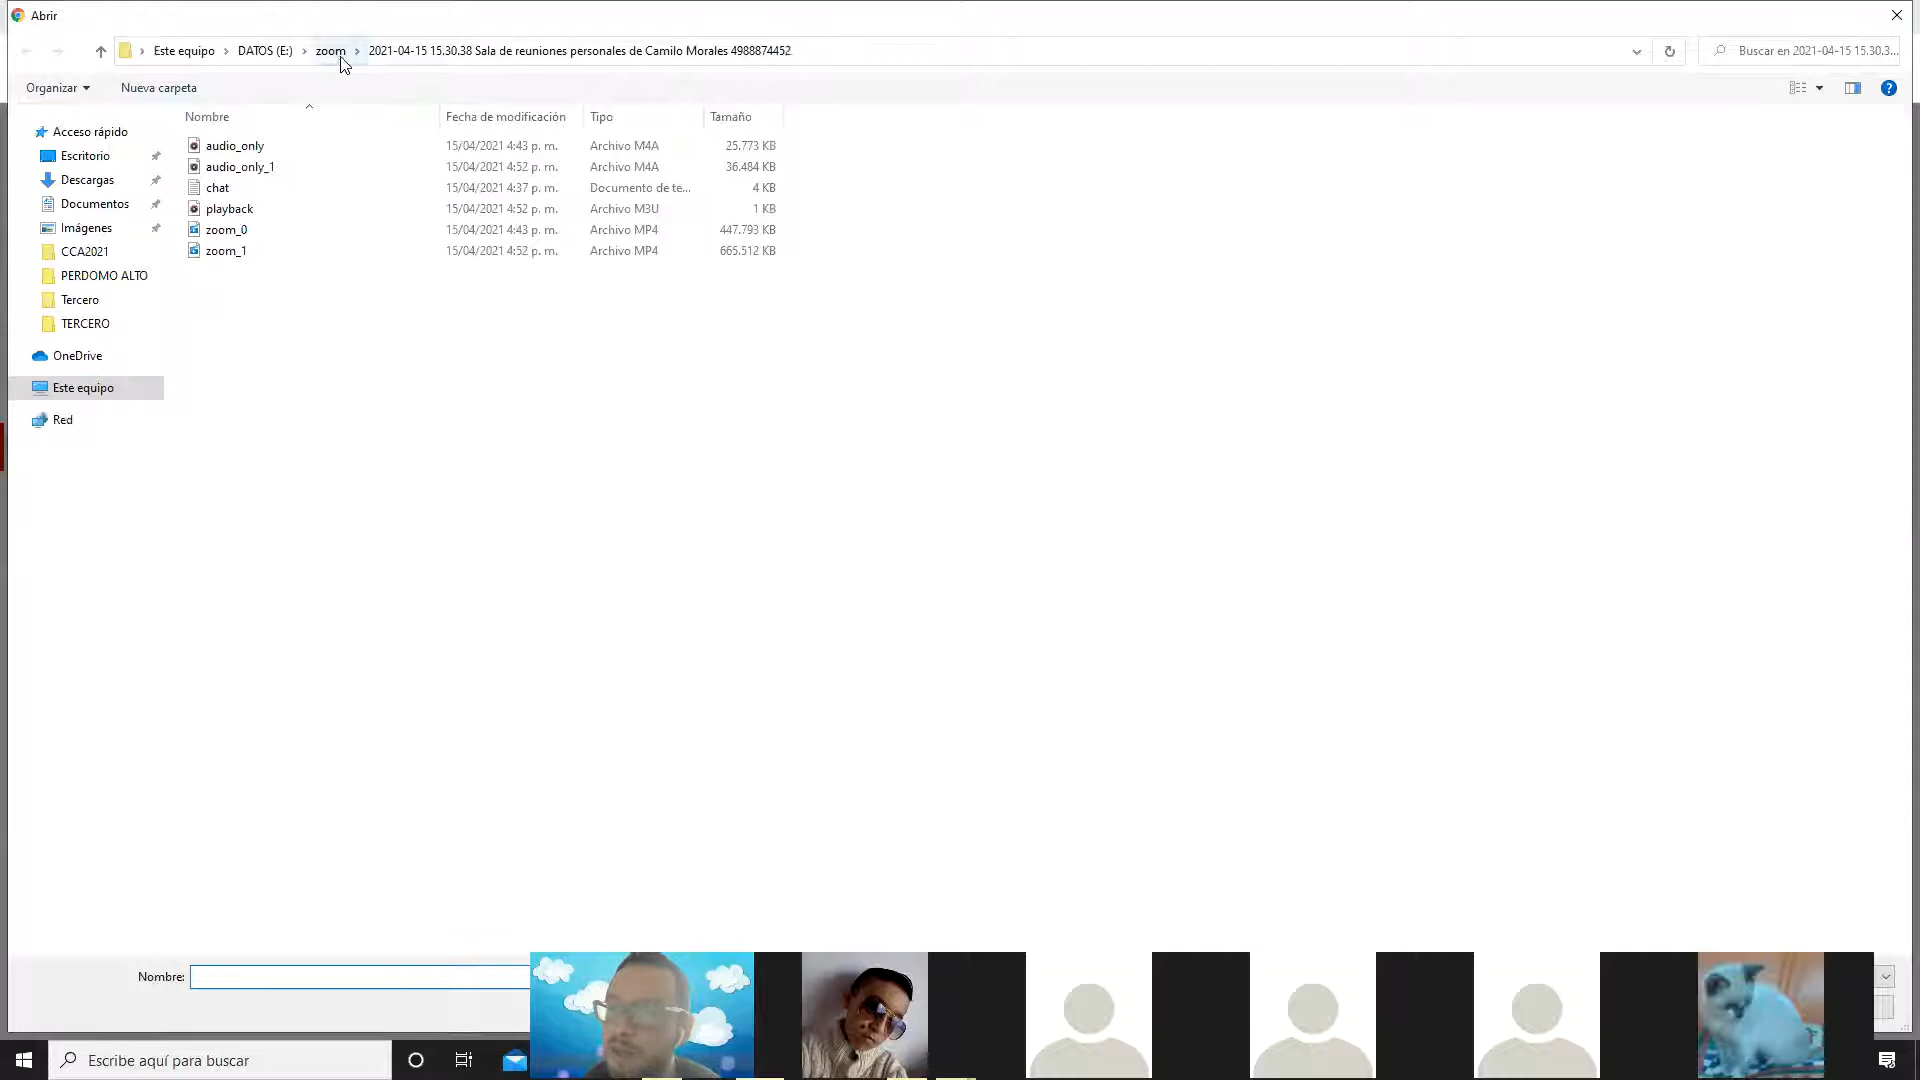 Abrir
Este equipo > DATOS (E:) > zoom > 2021-04-15 15.30.38 Sala de reuniones personales de Camilo Morales 4988874452
Buscar en 2021-04-15 15.30.3...
Organizar
Nueva carpeta
Nombre Fecha de modificación Tipo Tamaño
audio_only 15/04/2021 4:43 p. m. Archivo M4A 25.773 KB
audio_only_1 15/04/2021 4:52 p. m. Archivo M4A 36.484 KB
chat 15/04/2021 4:37 p. m. Documento de te... 4 KB
playback 15/04/2021 4:52 p. m. Archivo M3U 1 KB
zoom_0 15/04/2021 4:43 p. m. Archivo MP4 447.793 KB
zoom_1 15/04/2021 4:52 p. m. Archivo MP4 665.512 KB
Acceso rápido
Escritorio
Descargas
Documentos
Imágenes
CCA2021
PERDOMO ALTO
Tercero
TERCERO
OneDrive
Este equipo
Red
Nombre:
Escribe aquí para buscar